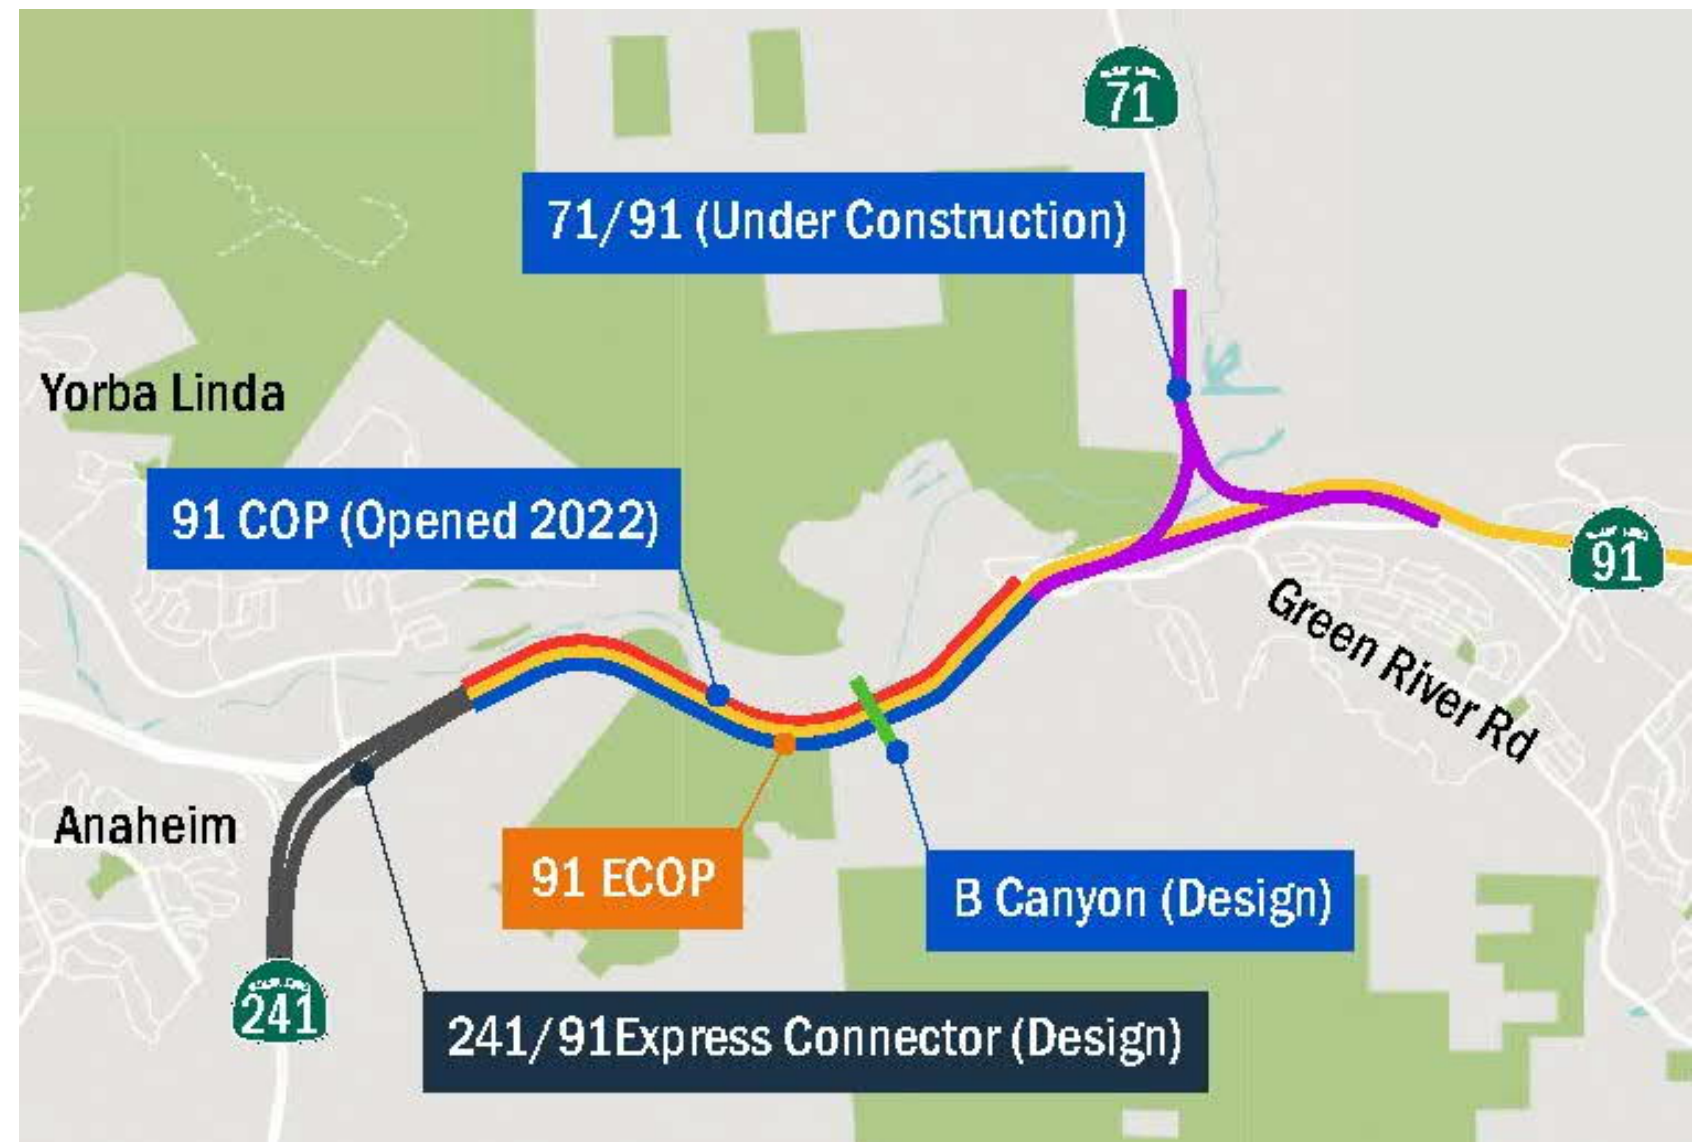 71
71/91 (Under Construction)
Yorba Linda
91 COP (Opened 2022)
91
Green River Rd
Anaheim
91 ECOP
B Canyon (Design)
241
241/91Express Connector (Design)